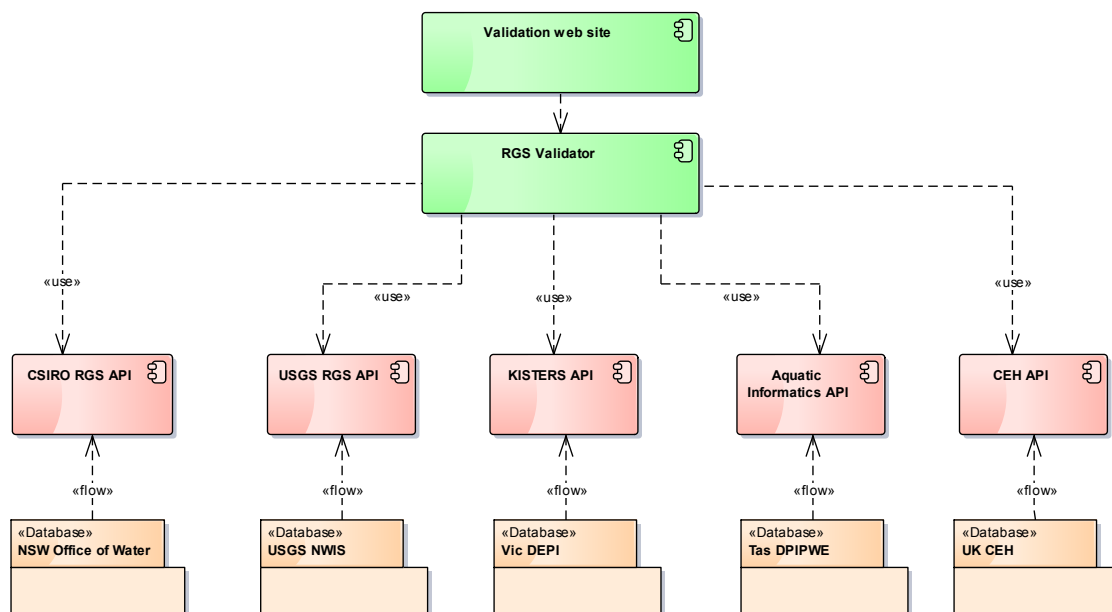 Validation web site
RGS Validator
«use»
«use»
«use»
«use»
«use»
CSIRO RGS API
USGS RGS API
KISTERS API
Aquatic
Informatics API
CEH API
«flow»
«flow»
«flow»
«flow»
«flow»
«Database»
NSW Office of Water
«Database»
USGS NWIS
«Database»
Vic DEPI
«Database»
Tas DPIPWE
«Database»
UK CEH